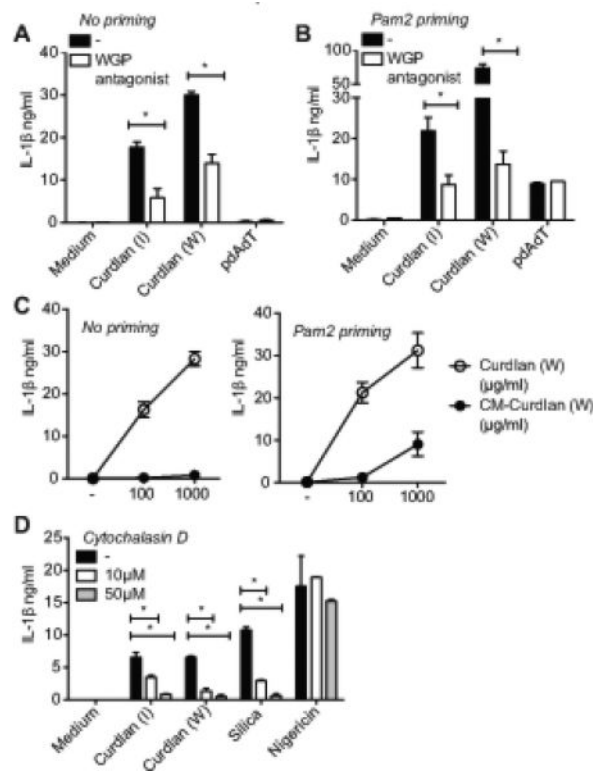 A
No priming
-
WGP
antagonist
IL-1β ng/ml
40
30
20
10
0
*
*
Medium
Curdlan (I)
Curdlan (W)
pdAdT
B
Pam2 priming
-
WGP
antagonist
IL-1β ng/ml
100
50
30
20
10
0
*
*
Medium
Curdlan (I)
Curdlan (W)
pdAdT
C
No priming
IL-1β ng/ml
40
30
20
10
0
- 100 1000
Pam2 priming
IL-1β ng/ml
40
30
20
10
0
- 100 1000
Curdlan (W)
(µg/ml)
CM-Curdlan (W)
(µg/ml)
D
Cytochalasin D
-
10µM
50µM
IL-1β ng/ml
25
20
15
10
5
0
* * *
* * *
Medium
Curdlan (I)
Curdlan (W)
Silica
Nigericin